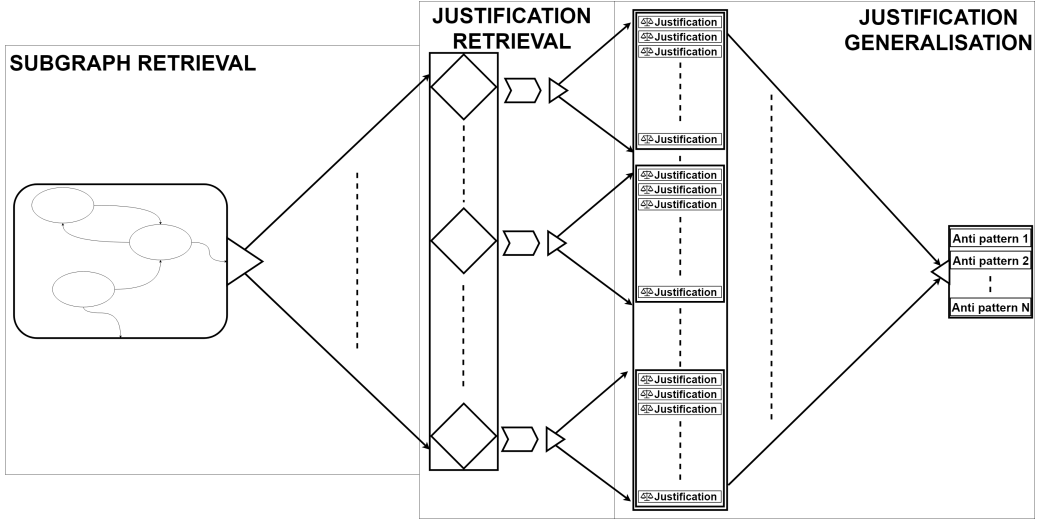 SUBGRAPH RETRIEVAL
JUSTIFICATION
RETRIEVAL
JUSTIFICATION
GENERALISATION
Justification
Justification
Justification
Justification
Justification
Justification
Justification
Justification
Justification
Justification
Justification
Justification
Anti pattern 1
Anti pattern 2
Anti pattern N